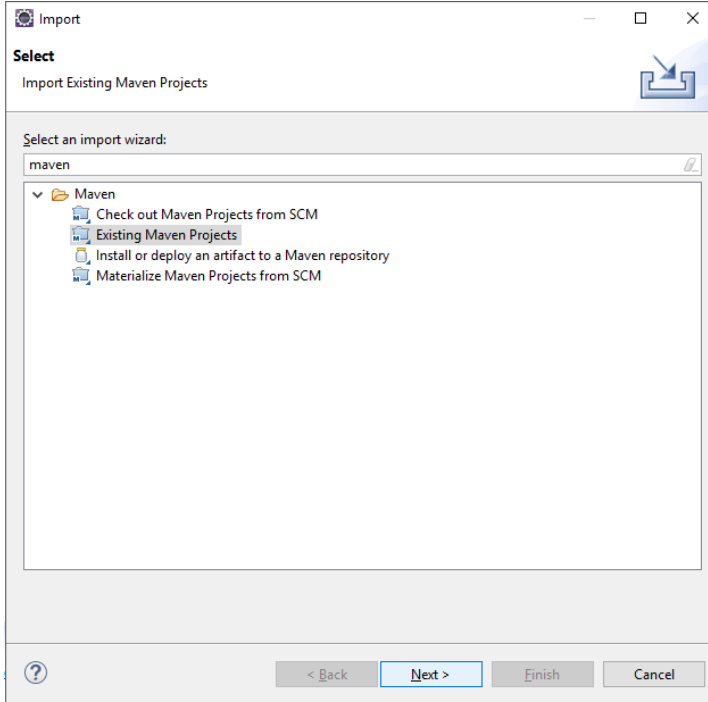 Import
Select
Import Existing Maven Projects
Select an import wizard:
maven
Maven
Check out Maven Projects from SCM
Existing Maven Projects
Install or deploy an artifact to a Maven repository
Materialize Maven Projects from SCM
? < Back Next > Finish Cancel